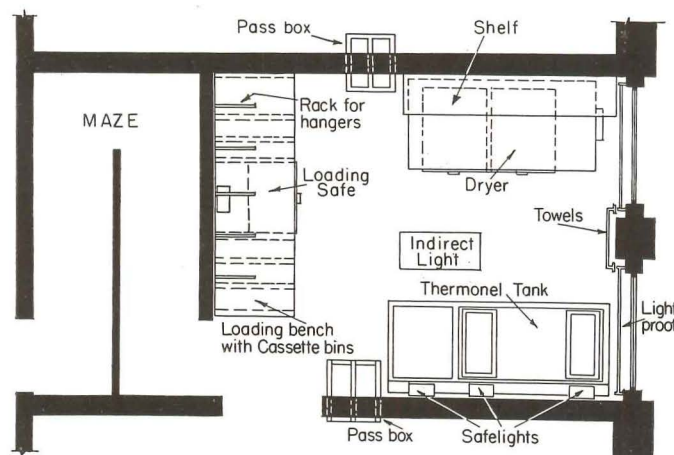 Pass box
Shelf
Rack for
hangers
MAZE
Loading
Safe
Dryer
Towels
Indirect
Light
Thermonel Tank
Light
proof
Loading bench
with Cassette bins
Pass box
Safelights